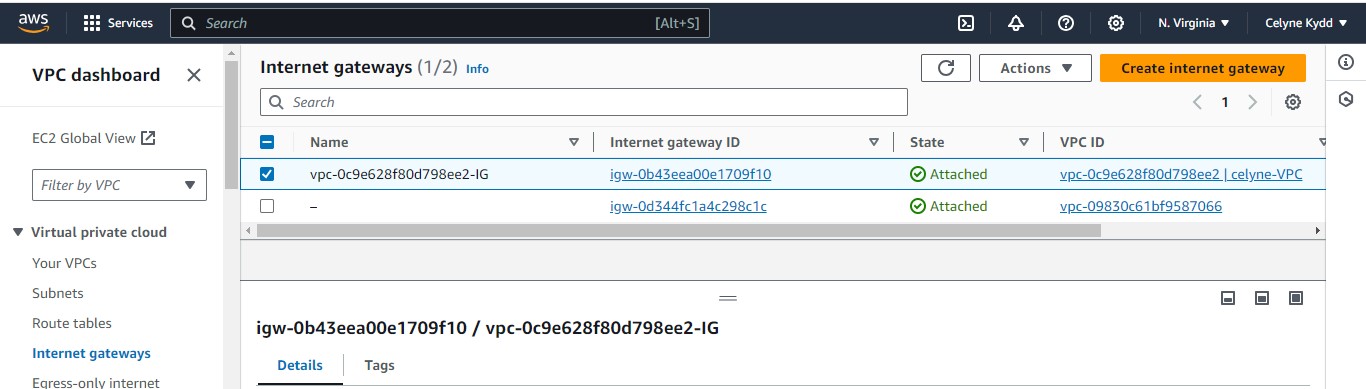 aws Services Search [Alt+S] N. Virginia Celyne Kydd
VPC dashboard
EC2 Global View
Filter by VPC
Virtual private cloud
Your VPCs
Subnets
Route tables
Internet gateways
Egress-only internet
Internet gateways (1/2) Info Actions Create internet gateway
Search 1
Name Internet gateway ID State VPC ID
vpc-0c9e628f80d798ee2-IG igw-0b43eea00e1709f10 Attached vpc-0c9e628f80d798ee2 | celyne-VPC
– igw-0d344fc1a4c298c1c Attached vpc-09830c61bf9587066
igw-0b43eea00e1709f10 / vpc-0c9e628f80d798ee2-IG
Details Tags